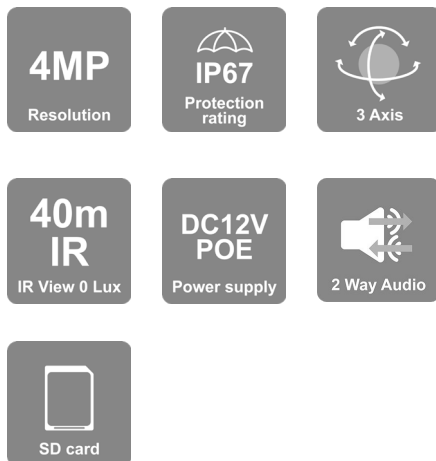 4MP
Resolution
IP67
Protection
rating
3 Axis
40m
IR
IR View 0 Lux
DC12V
POE
Power supply
2 Way Audio
SD card